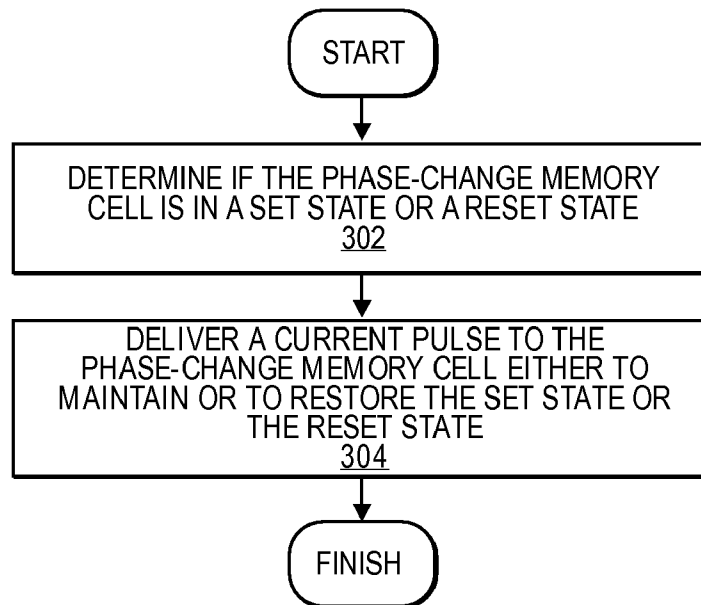 START
DETERMINE IF THE PHASE-CHANGE MEMORY
CELL IS IN A SET STATE OR A RESET STATE
302
DELIVER A CURRENT PULSE TO THE
PHASE-CHANGE MEMORY CELL EITHER TO
MAINTAIN OR TO RESTORE THE SET STATE OR
THE RESET STATE
304
FINISH